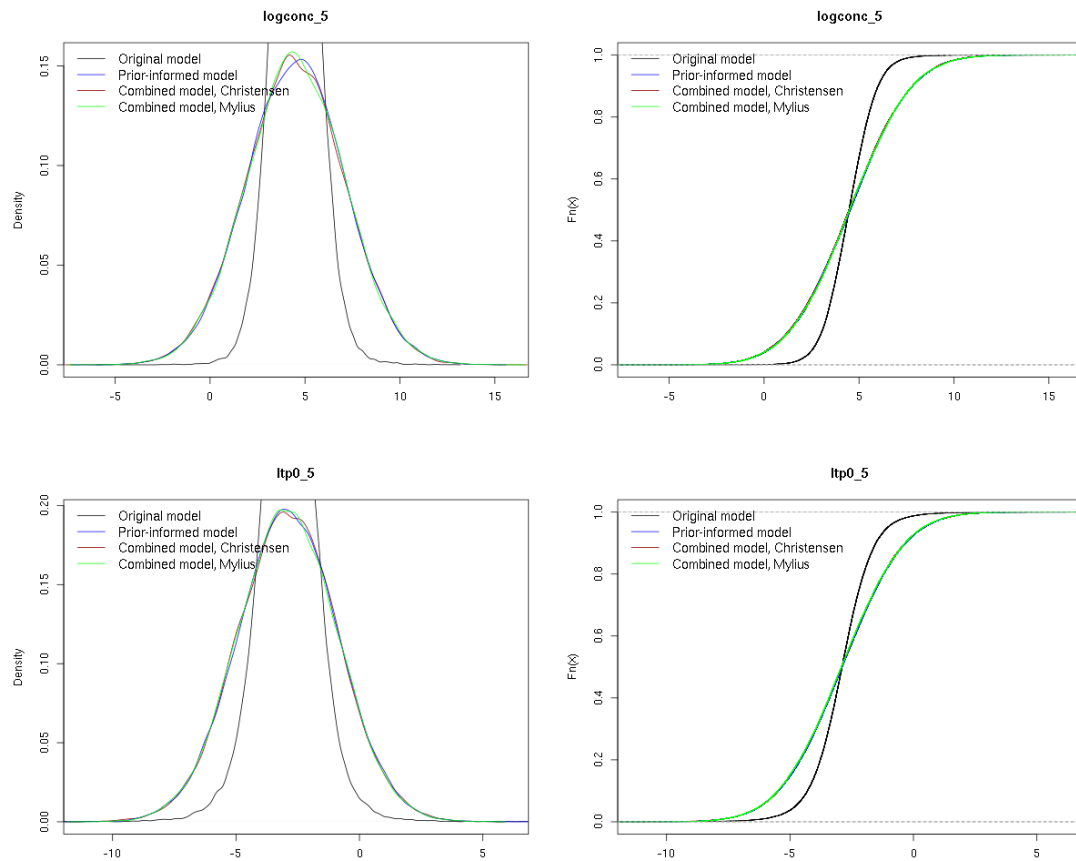 logconc_5
Density
0.00 0.05 0.10 0.15
Original model
Prior-informed model
Combined model, Christensen
Combined model, Mylius
-5 0 5 10 15
logconc_5
Fn(x)
0.0 0.2 0.4 0.6 0.8 1.0
Original model
Prior-informed model
Combined model, Christensen
Combined model, Mylius
-5 0 5 10 15
ltp0_5
Density
0.00 0.05 0.10 0.15 0.20
Original model
Prior-informed model
Combined model, Christensen
Combined model, Mylius
-10 -5 0 5
ltp0_5
Fn(x)
0.0 0.2 0.4 0.6 0.8 1.0
Original model
Prior-informed model
Combined model, Christensen
Combined model, Mylius
-10 -5 0 5